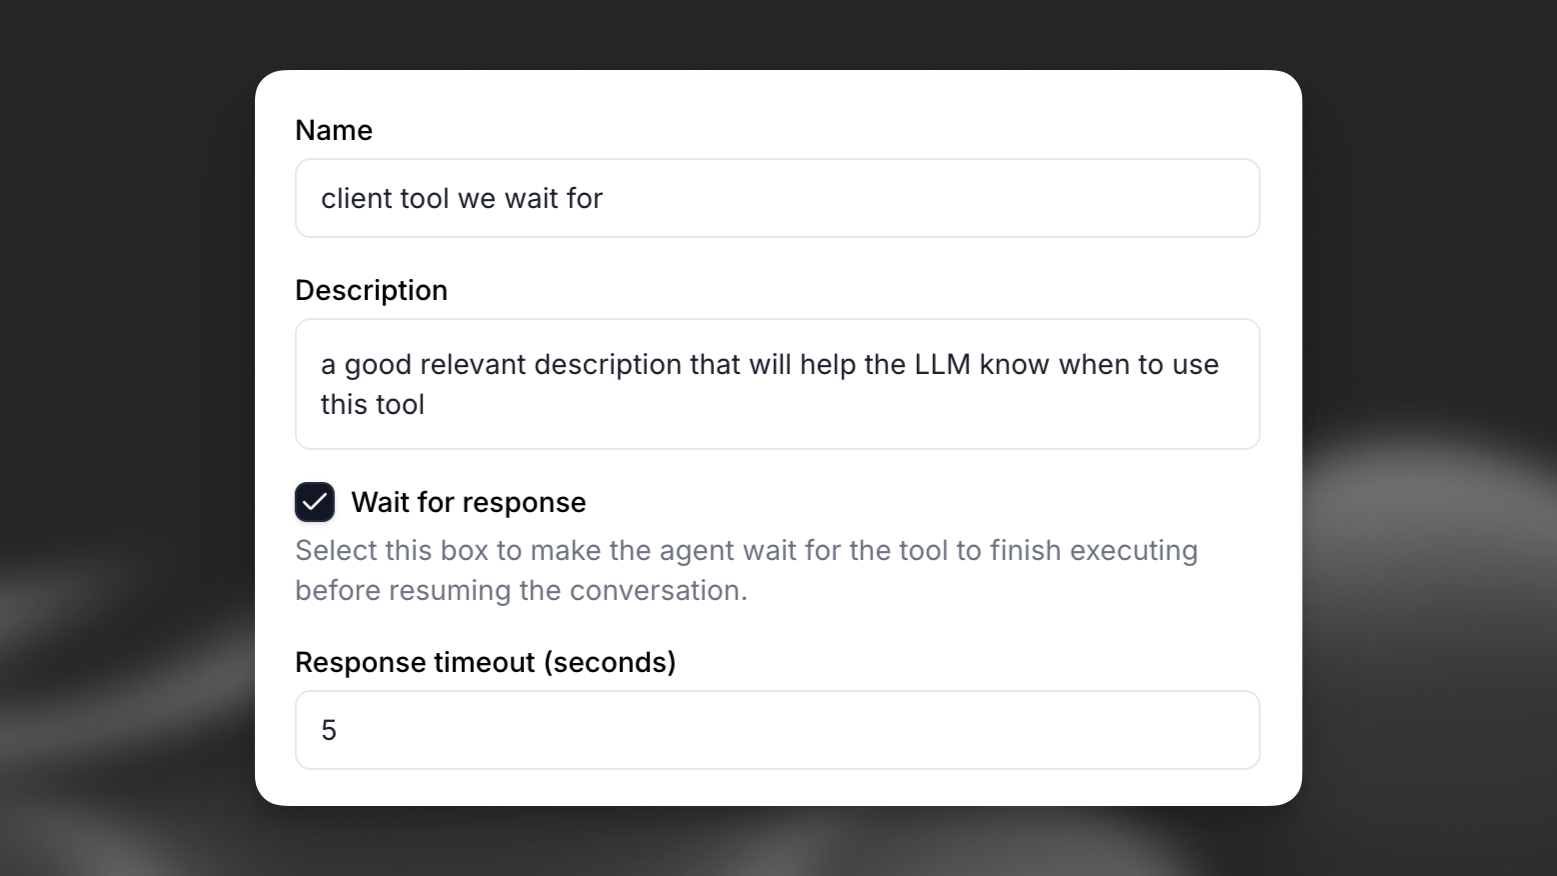 Name
client tool we wait for
Description
a good relevant description that will help the LLM know when to use
this tool
Wait for response
Select this box to make the agent wait for the tool to finish executing
before resuming the conversation.
Response timeout (seconds)
5